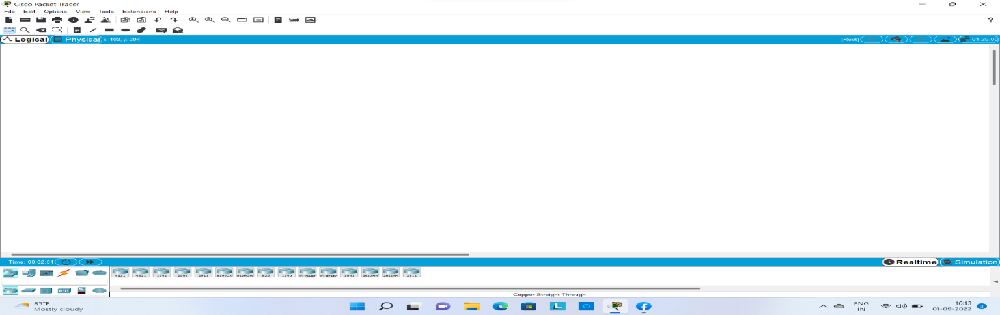 Cisco Packet Tracer
File Edit Options View Tools Extensions Help
?
Logical Physical x: 102, y: 294 [Root] 01:25:00
Time: 00:02:51 Realtime Simulation
4331 4321 1941 2901 2911 819HGW 829 1240 PT-Router PT-Empty 1841 2620XM 2621XM 2811
Copper Straight-Through
85°F
Mostly cloudy
ENG
IN
16:13
01-09-2022
3